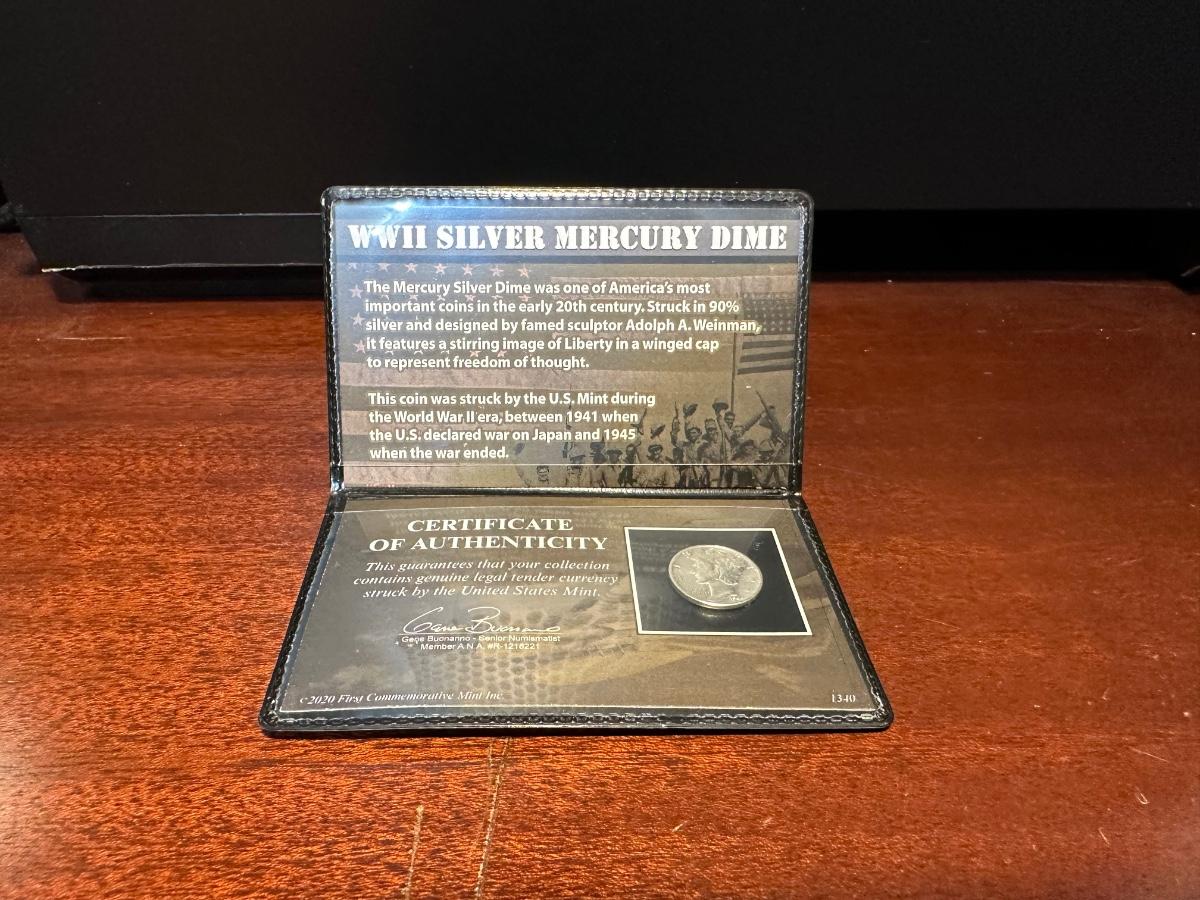 WWII SILVER MERCURY DIME
The Mercury Silver Dime was one of America's most
important coins in the early 20th century. Struck in 90%
silver and designed by famed sculptor Adolph A. Weinman,
it features a stirring image of Liberty in a winged cap
to represent freedom of thought.
This coin was struck by the U.S. Mint during
the World War II era, between 1941 when
the U.S. declared war on Japan and 1945
when the war ended.
CERTIFICATE
OF AUTHENTICITY
This guarantees that your collection
contains genuine legal tender currency
struck by the United States Mint.
Gene Buonanno
Gene Buonanno - Senior Numismatist
Member A.N.A. #R-1216221
©2020 First Commemorative Mint Inc.
1340